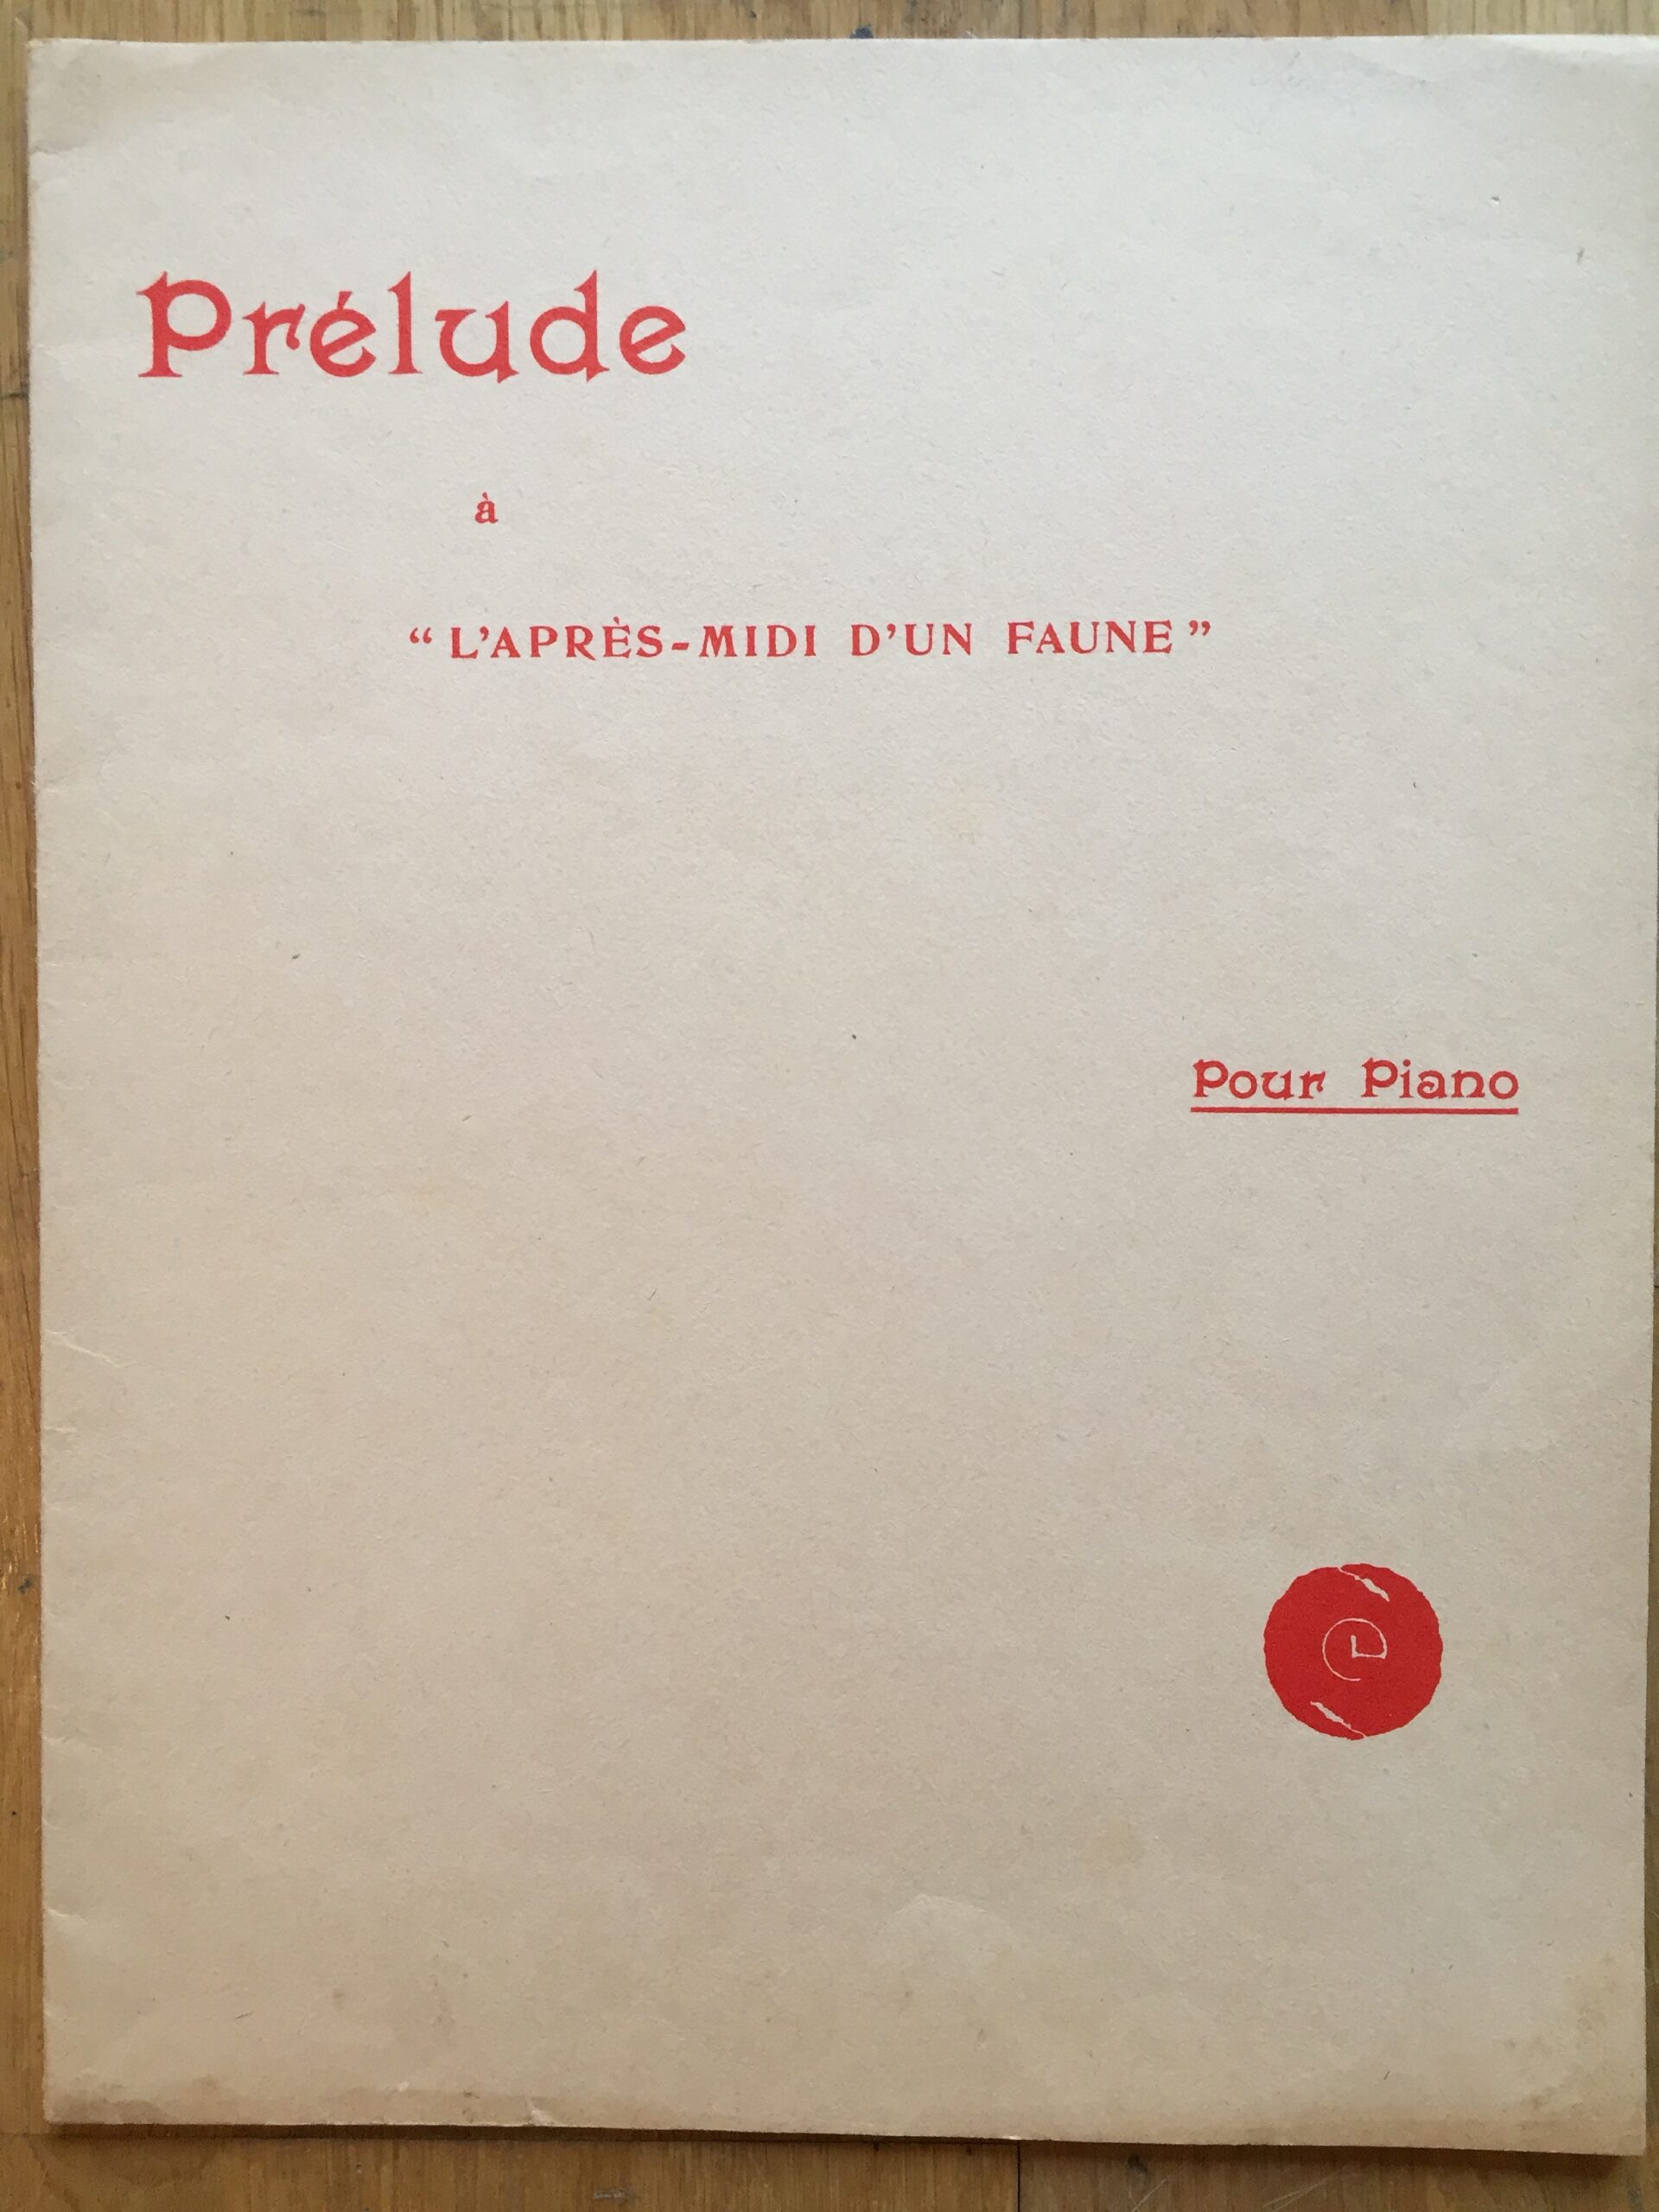 Prélude
à
“ L’APRÈS-MIDI D’UN FAUNE ”
Pour Piano